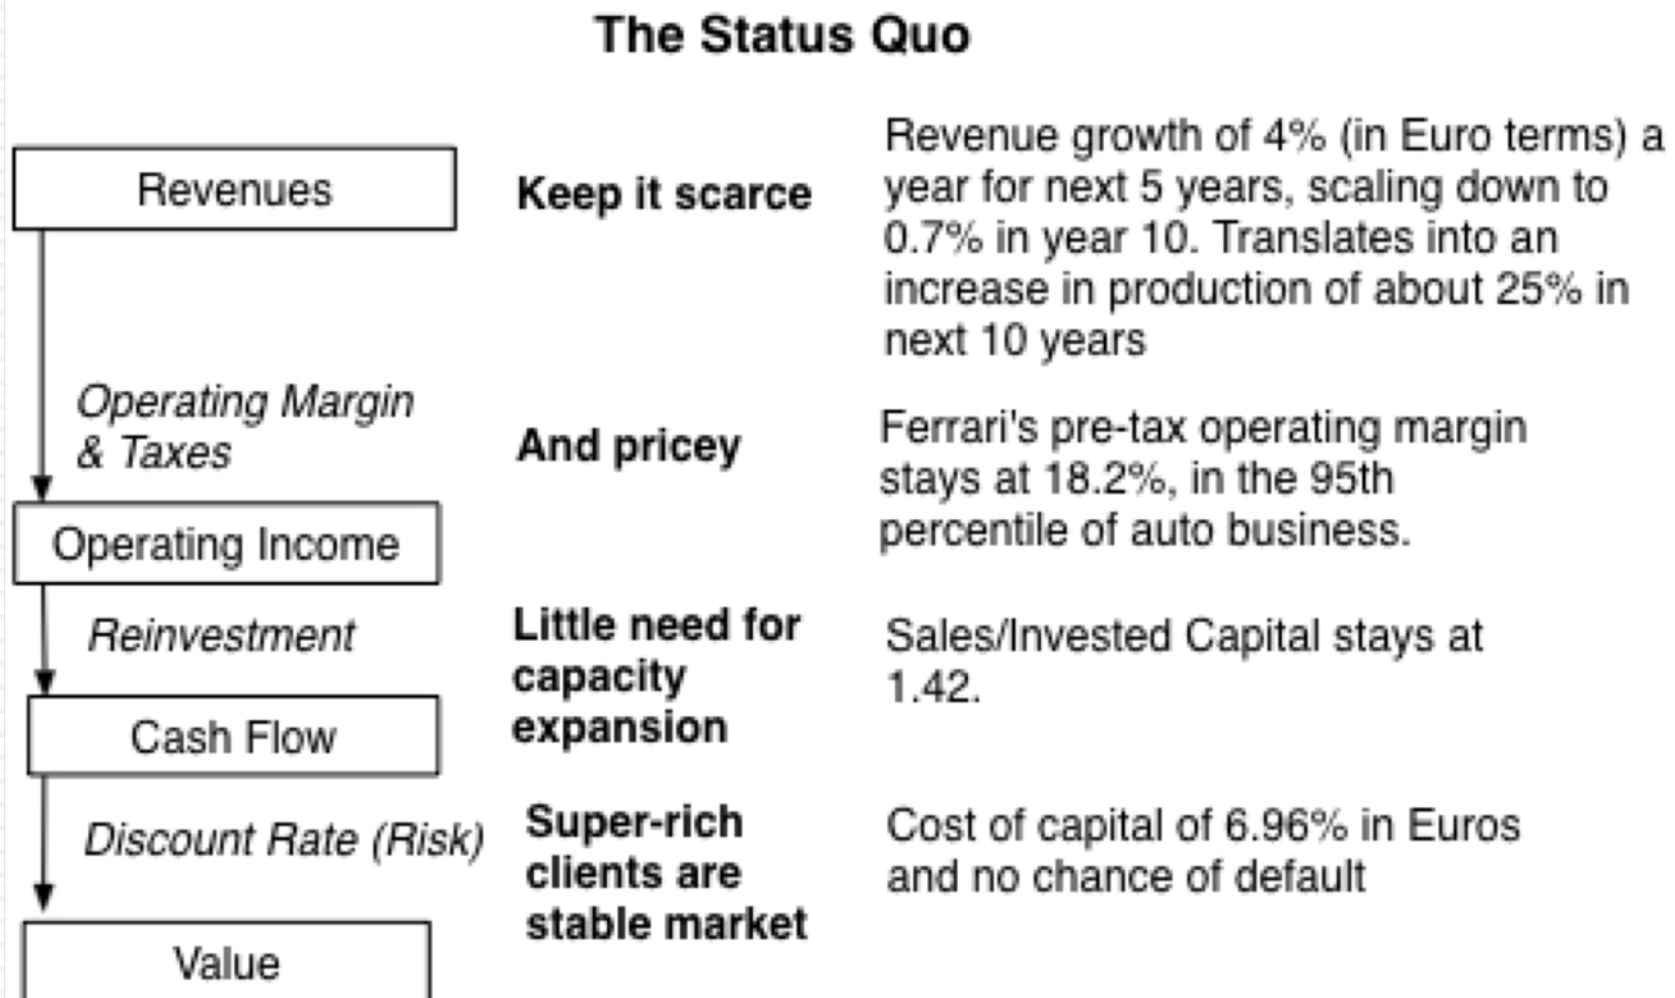 The Status Quo
Revenues
Keep it scarce
Revenue growth of 4% (in Euro terms) a
year for next 5 years, scaling down to
0.7% in year 10. Translates into an
increase in production of about 25% in
next 10 years
Operating Margin
& Taxes
And pricey
Ferrari's pre-tax operating margin
stays at 18.2%, in the 95th
percentile of auto business.
Operating Income
Reinvestment
Little need for
capacity
expansion
Sales/Invested Capital stays at
1.42.
Cash Flow
Discount Rate (Risk)
Super-rich
clients are
stable market
Cost of capital of 6.96% in Euros
and no chance of default
Value